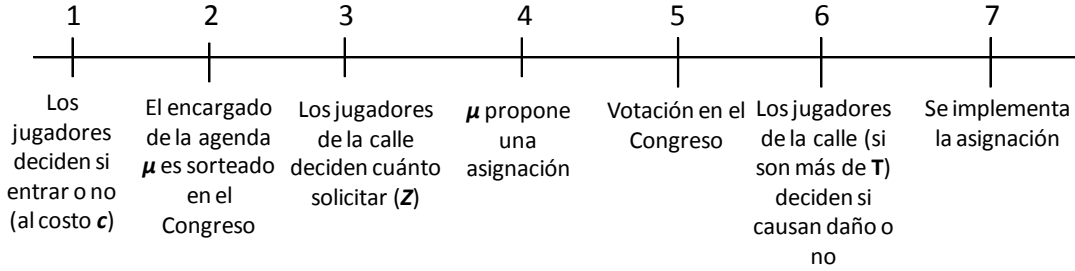 1
2
3
4
5
6
7
Los
jugadores
deciden si
entrar o no
(al costo c)
El encargado
de la agenda
μ es sorteado
en el
Congreso
Los jugadores
de la calle
deciden cuánto
solicitar (Z)
μ propone
una
asignación
Votación en el
Congreso
Los jugadores
de la calle (si
son más de T)
deciden si
causan daño o
no
Se implementa
la asignación